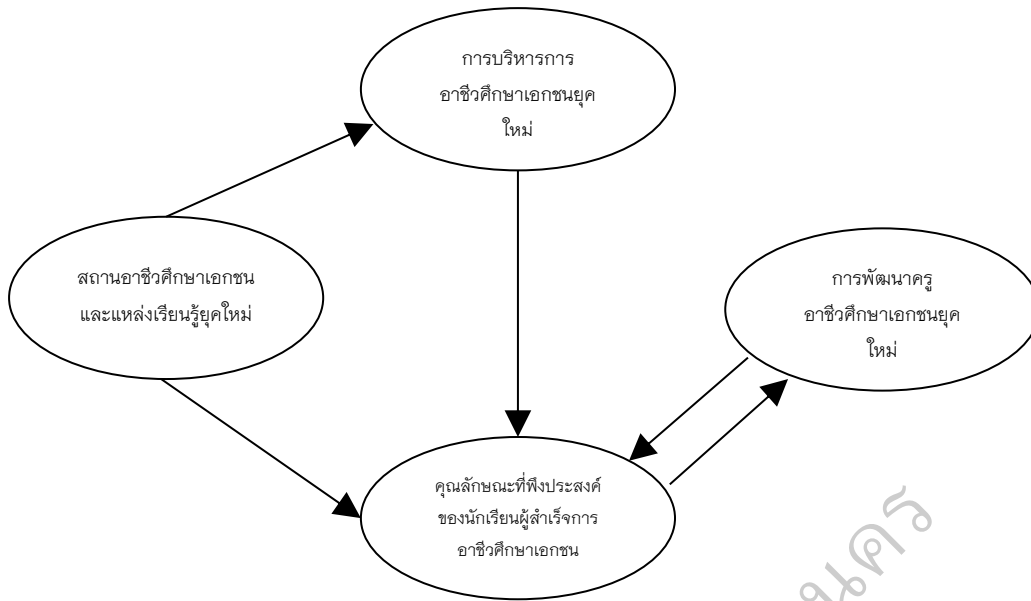 การบริหารการ
อาชีวศึกษาเอกชนยุค
ใหม่
สถานอาชีวศึกษาเอกชน
และแหล่งเรียนรู้ยุคใหม่
การพัฒนาครู
อาชีวศึกษาเอกชนยุค
ใหม่
คุณลักษณะที่พึงประสงค์
ของนักเรียนผู้สำเร็จการ
อาชีวศึกษาเอกชน